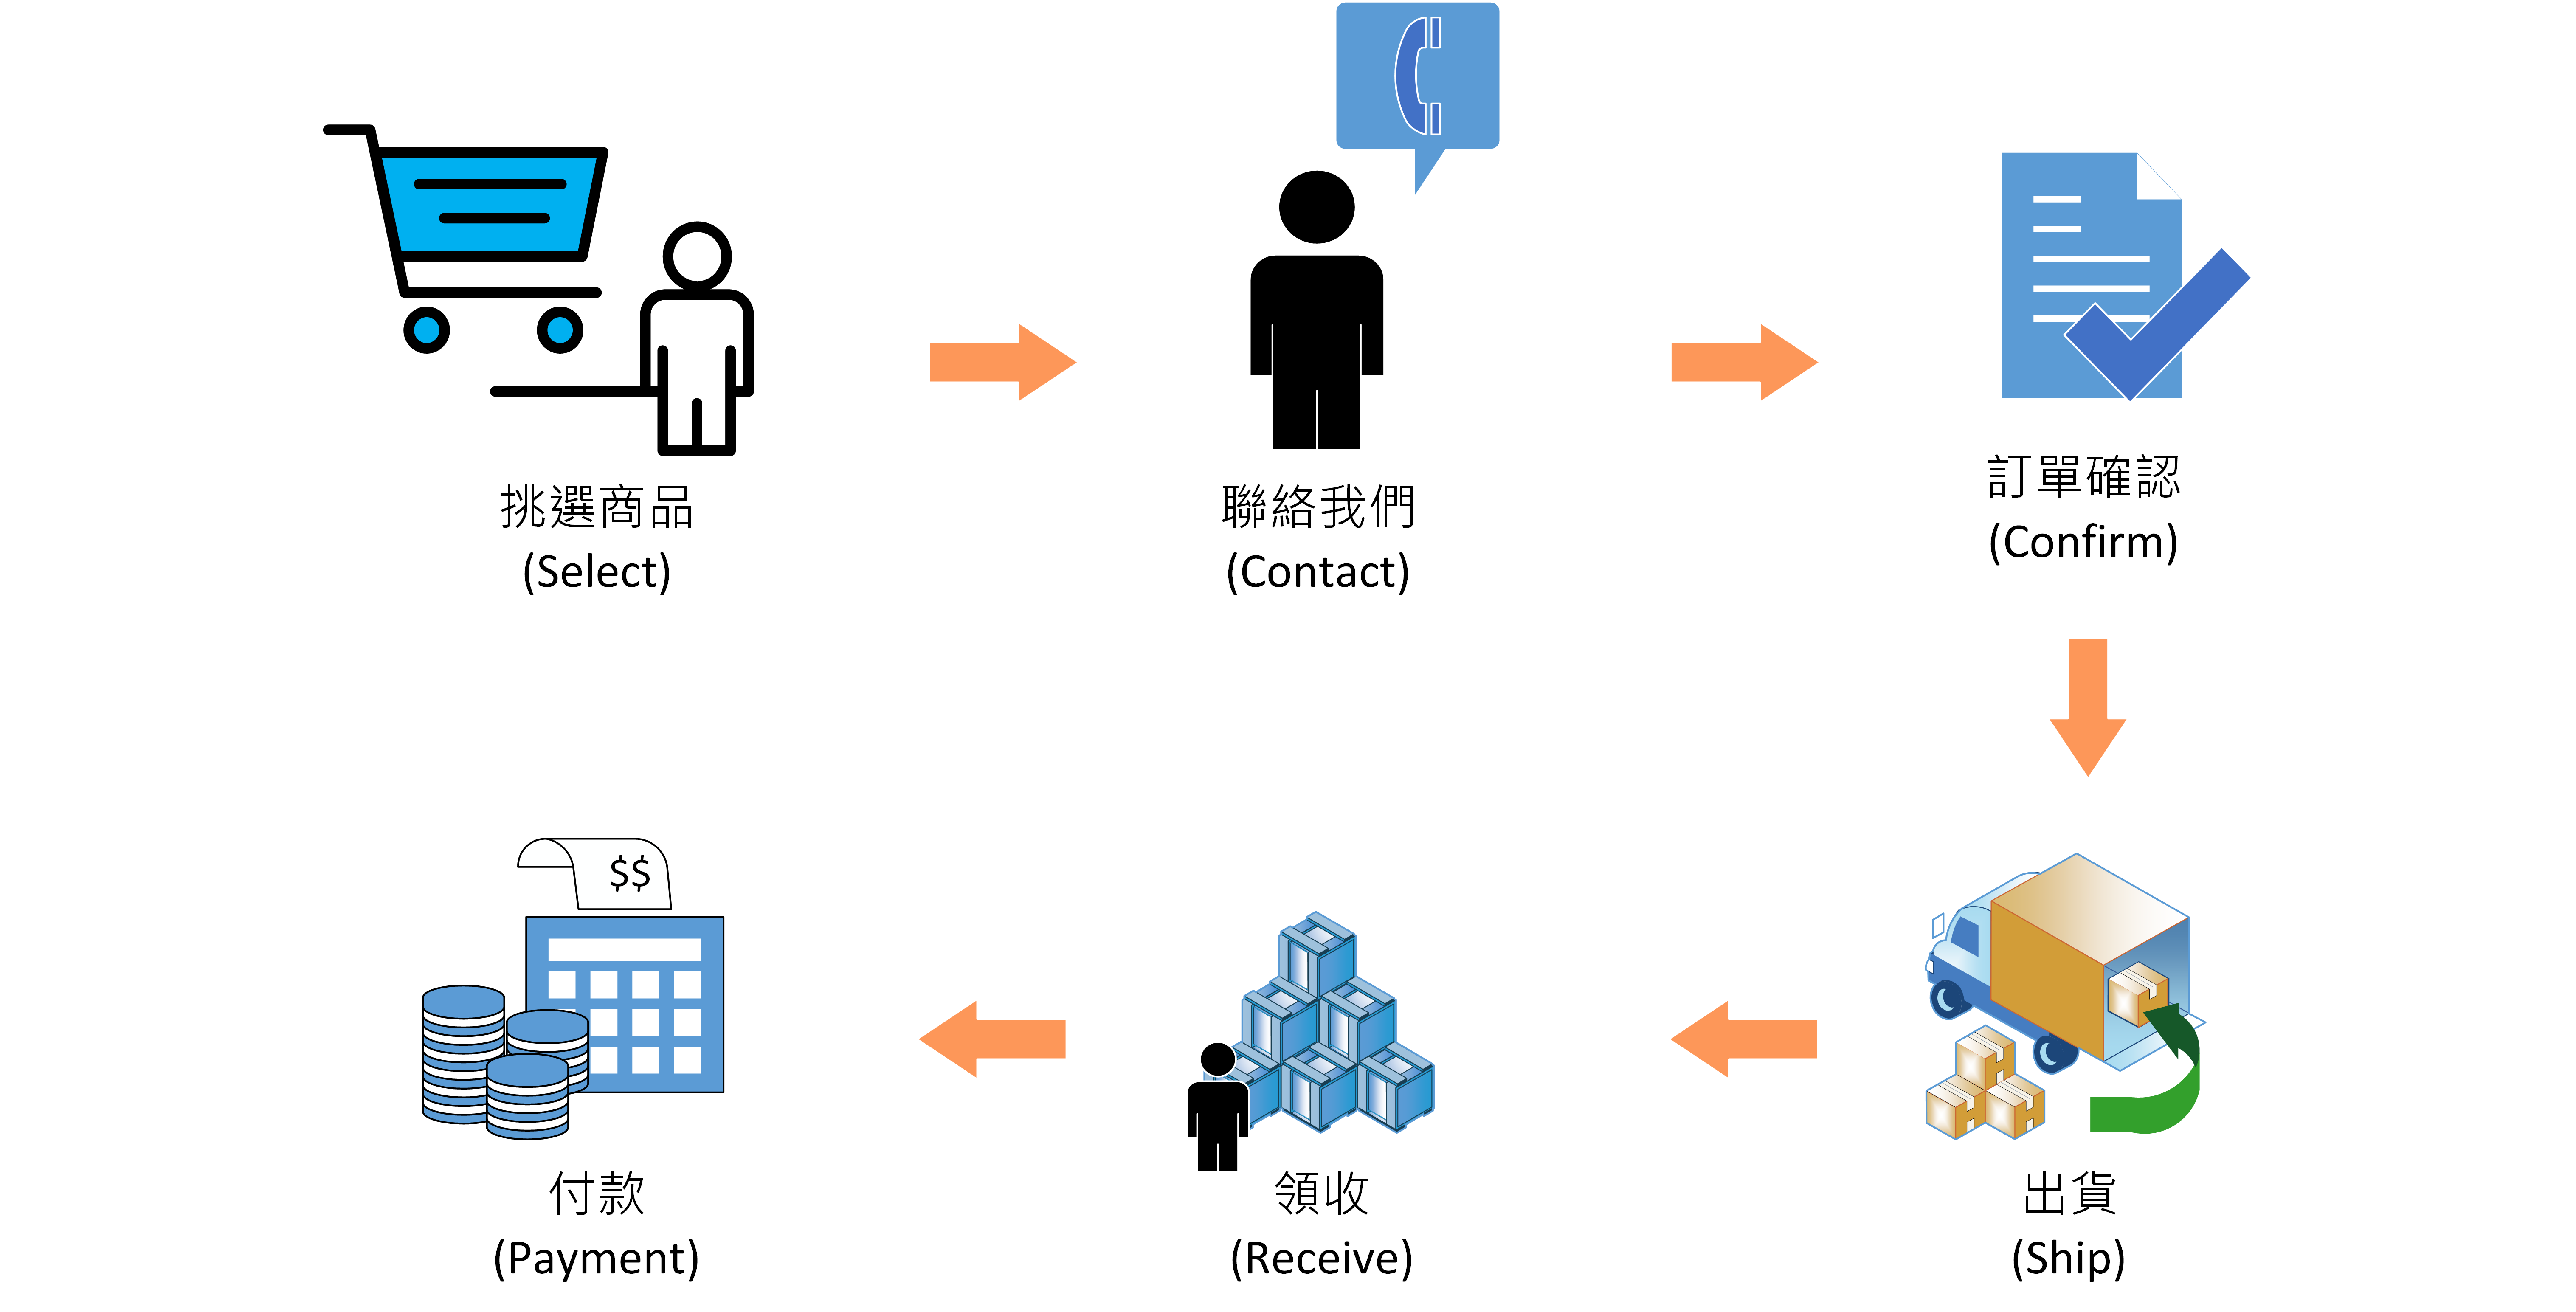 挑選商品
(Select)
聯絡我們
(Contact)
訂單確認
(Confirm)
出貨
(Ship)
領收
(Receive)
$$
付款
(Payment)